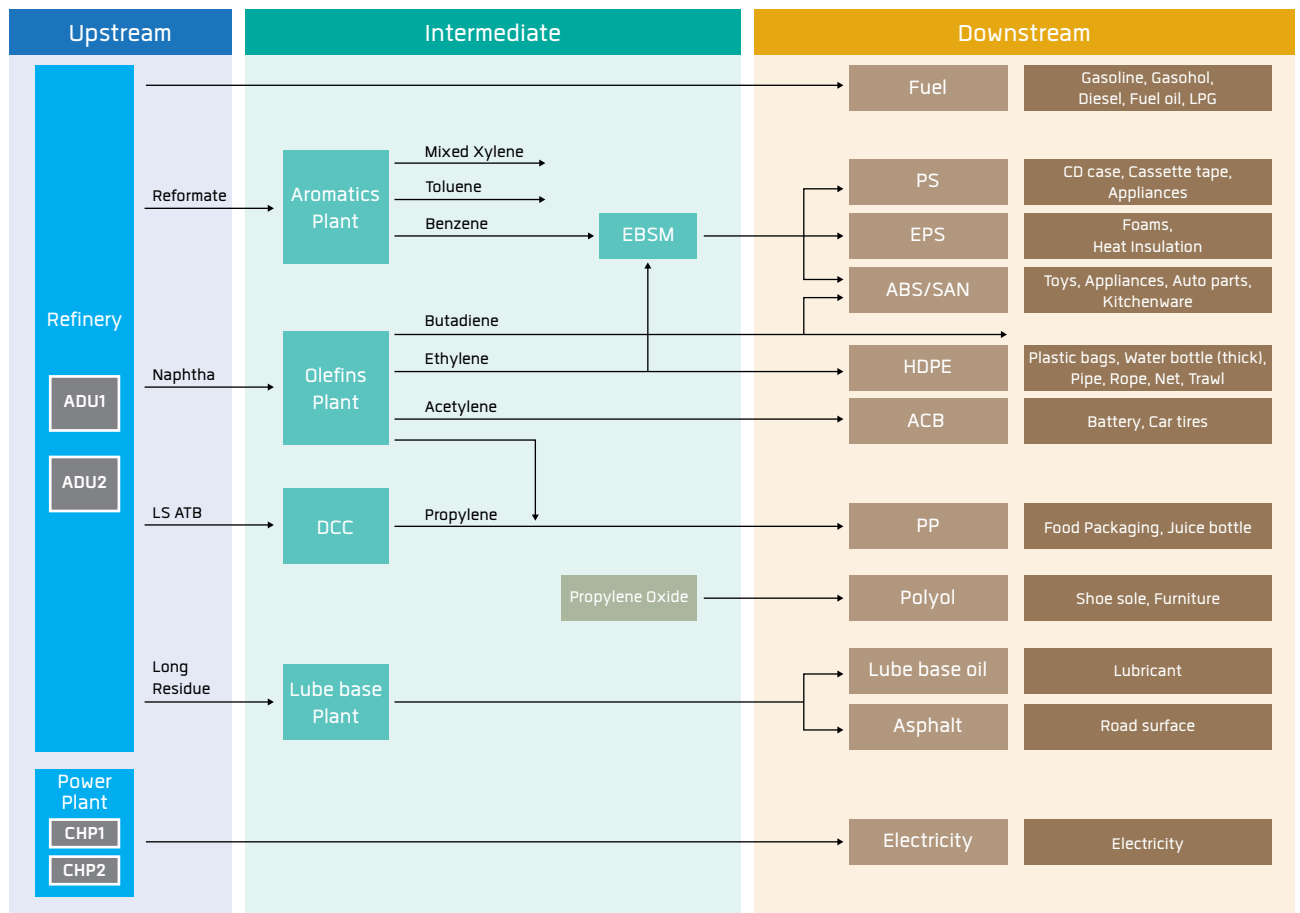 Upstream
Intermediate
Downstream
Refinery
ADU1
ADU2
Power
Plant
CHP1
CHP2
Reformate
Naphtha
LS ATB
Long
Residue
Aromatics
Plant
Mixed Xylene
Toluene
Benzene
EBSM
Olefins
Plant
Butadiene
Ethylene
Acetylene
DCC
Propylene
Propylene Oxide
Lube base
Plant
Fuel
Gasoline, Gasohol,
Diesel, Fuel oil, LPG
PS
CD case, Cassette tape,
Appliances
EPS
Foams,
Heat Insulation
ABS/SAN
Toys, Appliances, Auto parts,
Kitchenware
HDPE
Plastic bags, Water bottle (thick),
Pipe, Rope, Net, Trawl
ACB
Battery, Car tires
PP
Food Packaging, Juice bottle
Polyol
Shoe sole, Furniture
Lube base oil
Lubricant
Asphalt
Road surface
Electricity
Electricity